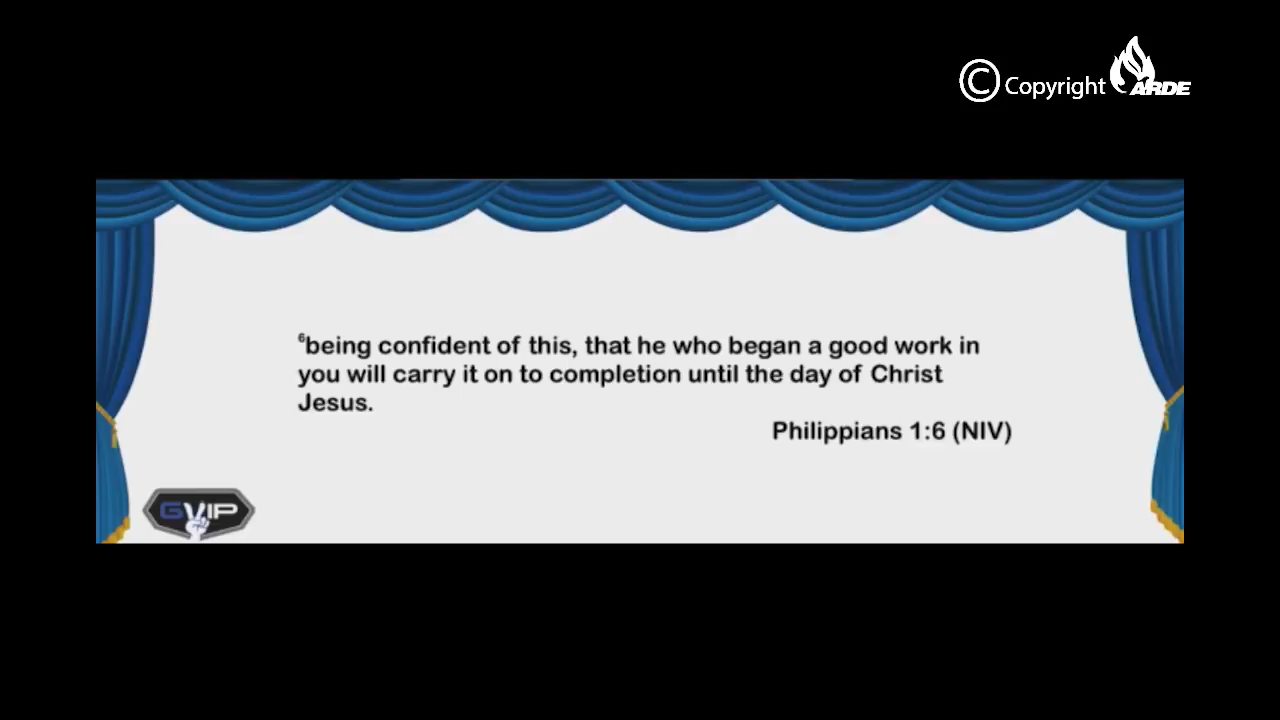 © Copyright ARDE
⁶being confident of this, that he who began a good work in
you will carry it on to completion until the day of Christ
Jesus.
Philippians 1:6 (NIV)
GVIP